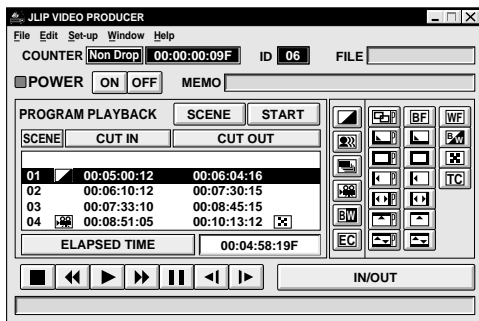 JLIP VIDEO PRODUCER
File Edit Set-up Window Help
COUNTER Non Drop 00:00:00:09F ID 06 FILE
POWER ON OFF MEMO
PROGRAM PLAYBACK SCENE START
SCENE CUT IN CUT OUT
01 00:05:00:12 00:06:04:16
02 00:06:10:12 00:07:30:15
03 00:07:33:10 00:08:45:15
04 00:08:51:05 00:10:13:12
ELAPSED TIME 00:04:58:19F
P BF WF
P B/W
P
P TC
BW P
EC P
IN/OUT